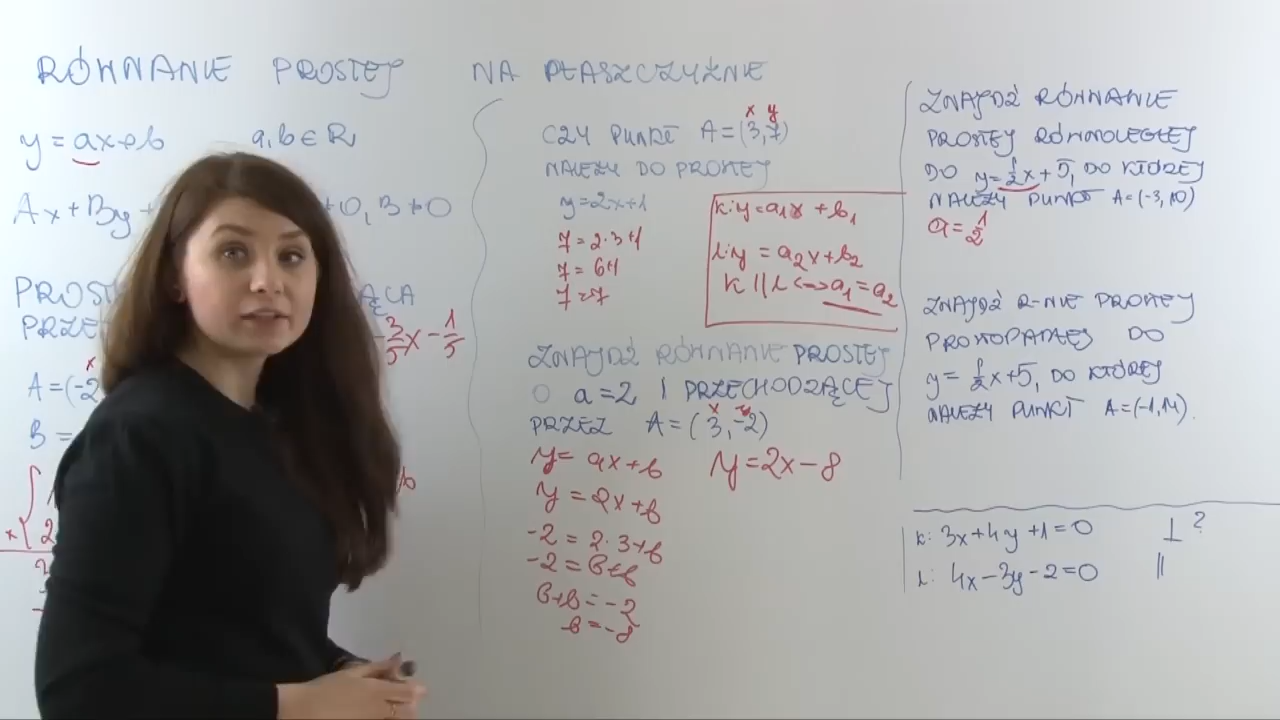 RÓWNANIE PROSTEJ NA PŁASZCZYŹNIE
y = ax+b a,b ∈ R
Ax + By + ≠0, B≠0
PROST ĄCA
PRZE
-3/5x - 1/5
x
A = (-2
B =
b
x 2
x y
CZY PUNKT A = (3,7)
NALEŻY DO PROSTEJ
y=2x+1
7 = 2·3+1
7 = 6+1
7=7
k: y = a₁x + b₁
l: y = a₂x + b₂
k || l <=> a₁ = a₂
ZNAJDŹ RÓWNANIE PROSTEJ
O a=2 I PRZECHODZĄCEJ
x y
PRZEZ A = (3,-2)
y = ax+b y=2x-8
y = 2x+b
-2 = 2·3+b
-2 = 6+b
6+b = -2
b = -8
ZNAJDŹ RÓWNANIE
PROSTEJ RÓWNOLEGŁEJ
DO y=1/2x+5, DO KTÓREJ
NALEŻY PUNKT A=(-3,10)
a=1/2
ZNAJDŹ R-NIE PROSTEJ
PROSTOPADŁEJ DO
y = 1/2x+5, DO KTÓREJ
NALEŻY PUNKT A=(-1,14).
k: 3x+4y+1=0 ⊥ ?
l: 4x-3y-2=0 ||